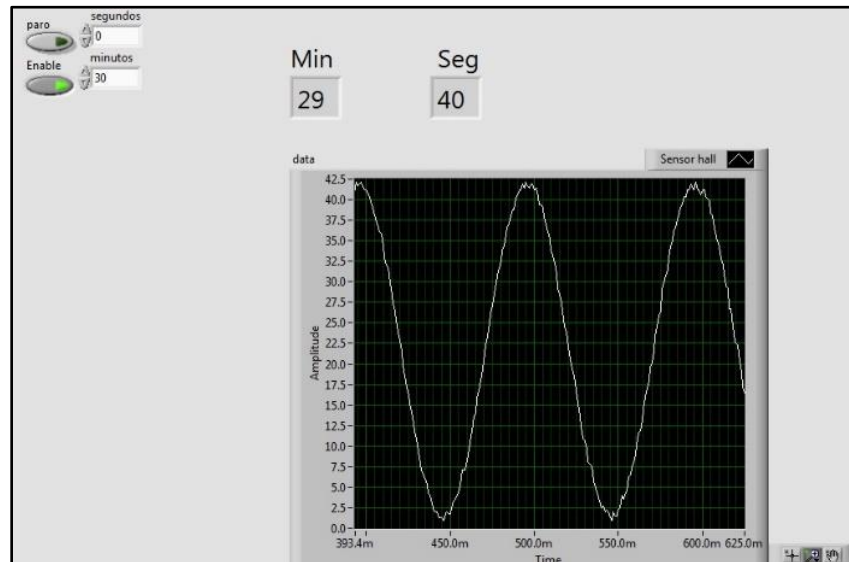 paro
segundos
0
Enable
minutos
30
Min
Seg
29
40
data
Sensor hall
42.5
40.0
37.5
35.0
32.5
30.0
27.5
25.0
22.5
20.0
17.5
15.0
12.5
10.0
7.5
5.0
2.5
0.0
Amplitude
393.4m
450.0m
500.0m
550.0m
600.0m
625.0m
Time